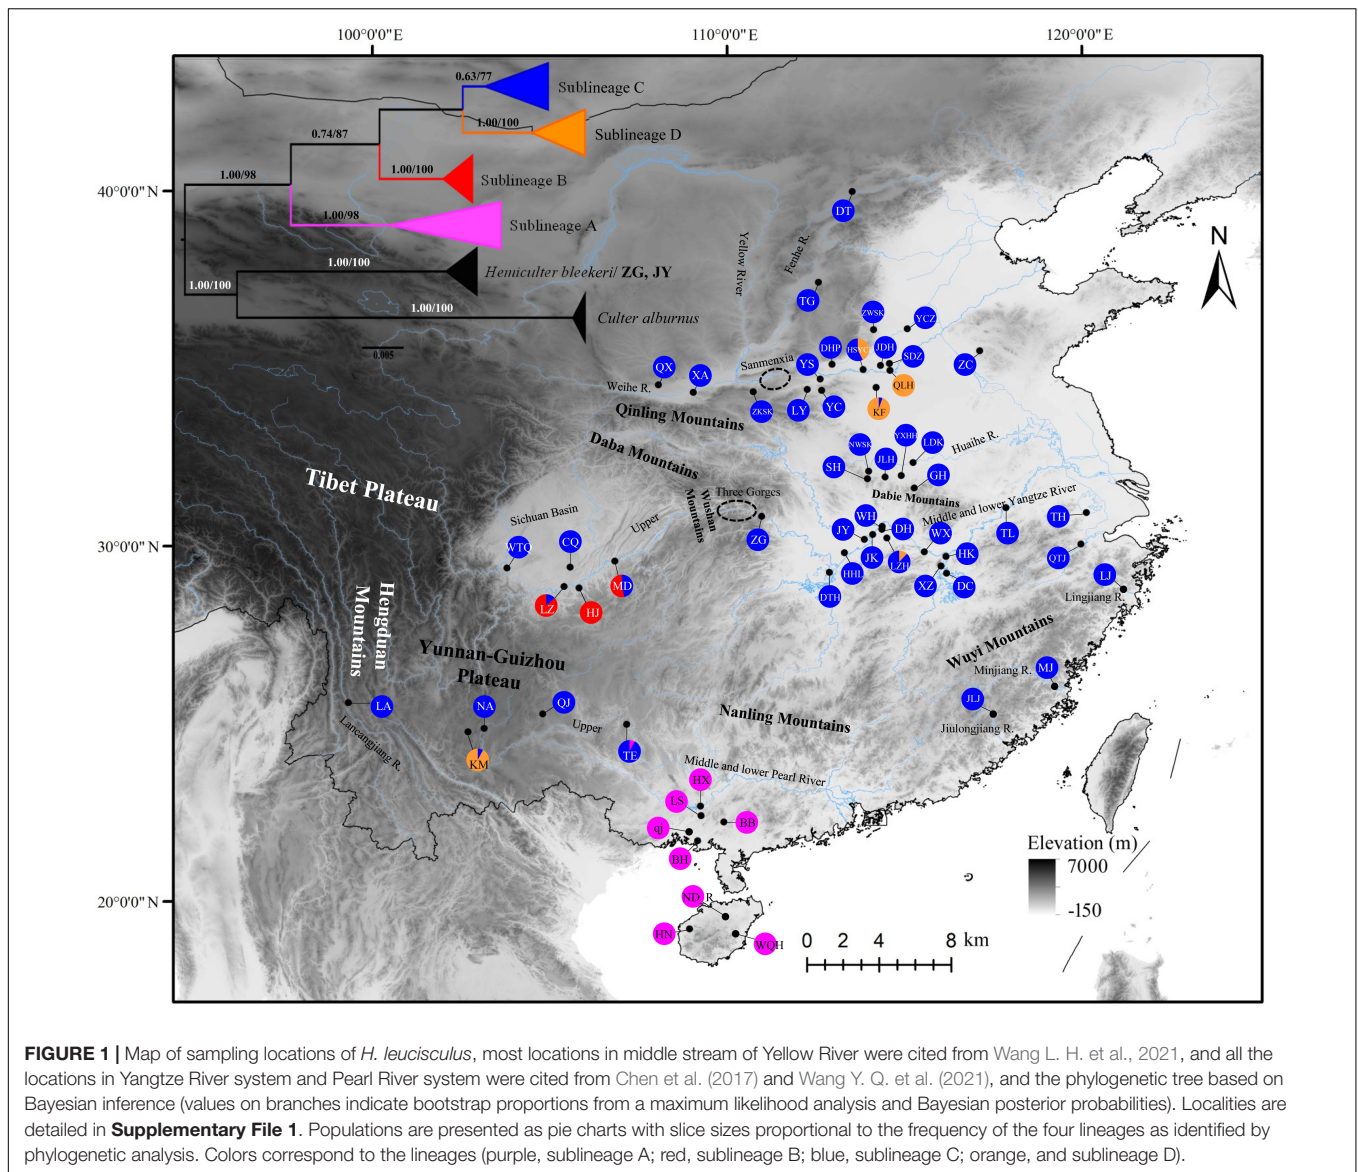 100°0'0"E
110°0'0"E
120°0'0"E
40°0'0"N
30°0'0"N
20°0'0"N
0.63/77
Sublineage C
1.00/100
Sublineage D
0.74/87
1.00/100
Sublineage B
1.00/98
1.00/98
Sublineage A
1.00/100
Hemiculter bleekeri/ ZG, JY
1.00/100
1.00/100
Culter alburnus
0.005
N
DT
Yellow River
Fenhe R.
TG
ZWSK
YCZ
DHP
HSYC
JDH
SDZ
ZC
YS
QLH
Sanmenxia
QX
XA
Weihe R.
ZKSK
LY
YC
KF
Qinling Mountains
Daba Mountains
NWSK
YXHH
LDK
Huaihe R.
SH
JLH
GH
Dabie Mountains
Tibet Plateau
Three Gorges
Wushan
Mountains
Sichuan Basin
Upper
Middle and lower Yangtze River
WTQ
CQ
ZG
JY
WH
DH
WX
TL
TH
JK
LZH
HK
QTJ
HHL
DTH
XZ
DC
LJ
Lingjiang R.
MD
LZ
HJ
Hengduan
Mountains
Yunnan-Guizhou
Plateau
Wuyi Mountains
Minjiang R.
MJ
JLJ
Jiulongjiang R.
LA
NA
QJ
Lancangjiang R.
Upper
Nanling Mountains
KM
TE
Middle and lower Pearl River
HX
LS
BB
qj
BH
ND R.
HN
WQH
Elevation (m)
7000
-150
0 2 4 8 km
FIGURE 1 | Map of sampling locations of H. leucisculus, most locations in middle stream of Yellow River were cited from Wang L. H. et al., 2021, and all the
locations in Yangtze River system and Pearl River system were cited from Chen et al. (2017) and Wang Y. Q. et al. (2021), and the phylogenetic tree based on
Bayesian inference (values on branches indicate bootstrap proportions from a maximum likelihood analysis and Bayesian posterior probabilities). Localities are
detailed in Supplementary File 1. Populations are presented as pie charts with slice sizes proportional to the frequency of the four lineages as identified by
phylogenetic analysis. Colors correspond to the lineages (purple, sublineage A; red, sublineage B; blue, sublineage C; orange, and sublineage D).